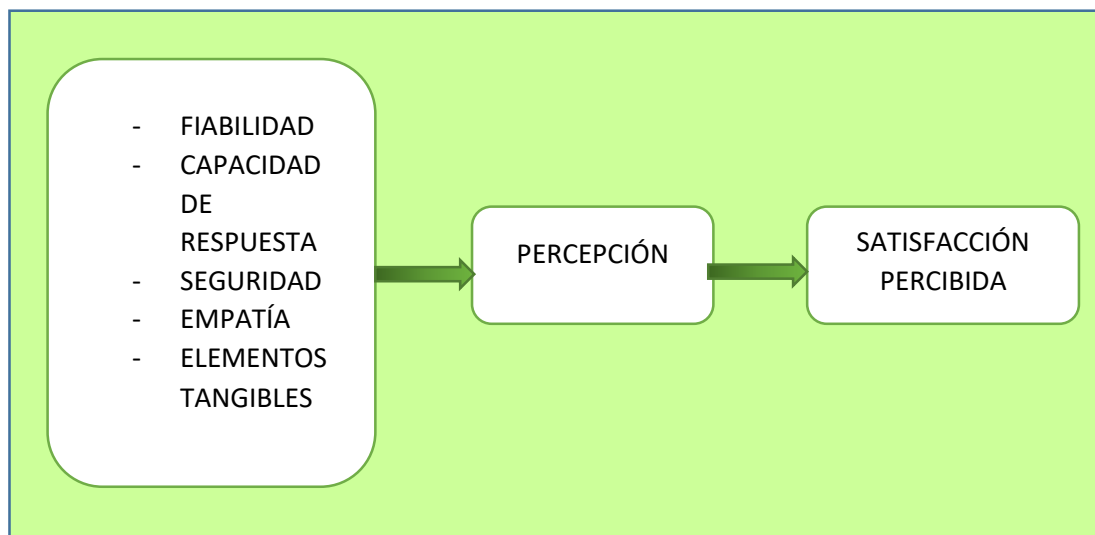 - FIABILIDAD
- CAPACIDAD
DE
RESPUESTA
- SEGURIDAD
- EMPATÍA
- ELEMENTOS
TANGIBLES
PERCEPCIÓN
SATISFACCIÓN
PERCIBIDA